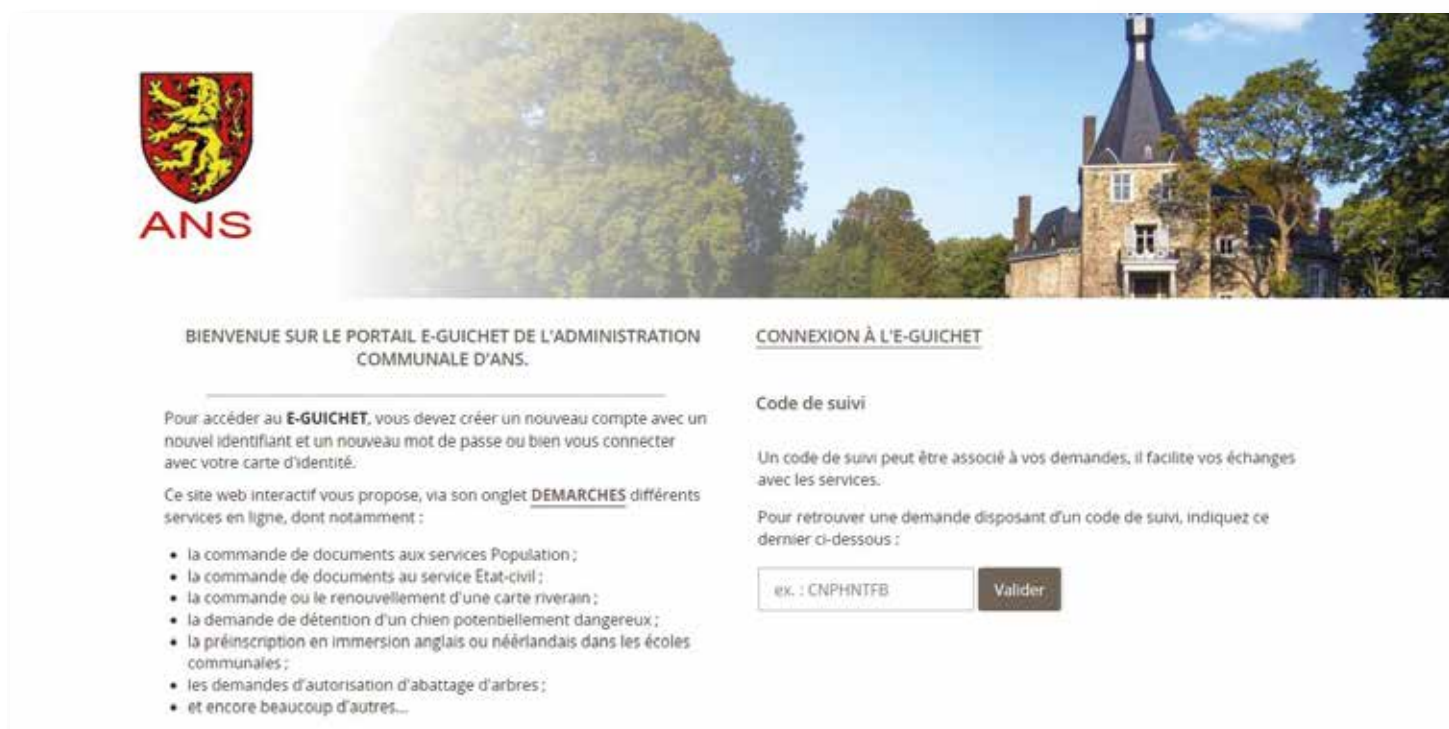 ANS
BIENVENUE SUR LE PORTAIL E-GUICHET DE L'ADMINISTRATION
COMMUNALE D'ANS.
Pour accéder au E-GUICHET, vous devez créer un nouveau compte avec un
nouvel identifiant et un nouveau mot de passe ou bien vous connecter
avec votre carte d'identité.
Ce site web interactif vous propose, via son onglet DEMARCHES différents
services en ligne, dont notamment :
• la commande de documents aux services Population ;
• la commande de documents au service Etat-civil ;
• la commande ou le renouvellement d'une carte riverain ;
• la demande de détention d'un chien potentiellement dangereux ;
• la préinscription en immersion anglais ou néérlandais dans les écoles
communales ;
• les demandes d'autorisation d'abattage d'arbres ;
• et encore beaucoup d'autres...
CONNEXION À L'E-GUICHET
Code de suivi
Un code de suivi peut être associé à vos demandes, il facilite vos échanges
avec les services.
Pour retrouver une demande disposant d'un code de suivi, indiquez ce
dernier ci-dessous :
ex. : CNPHNTFB
Valider